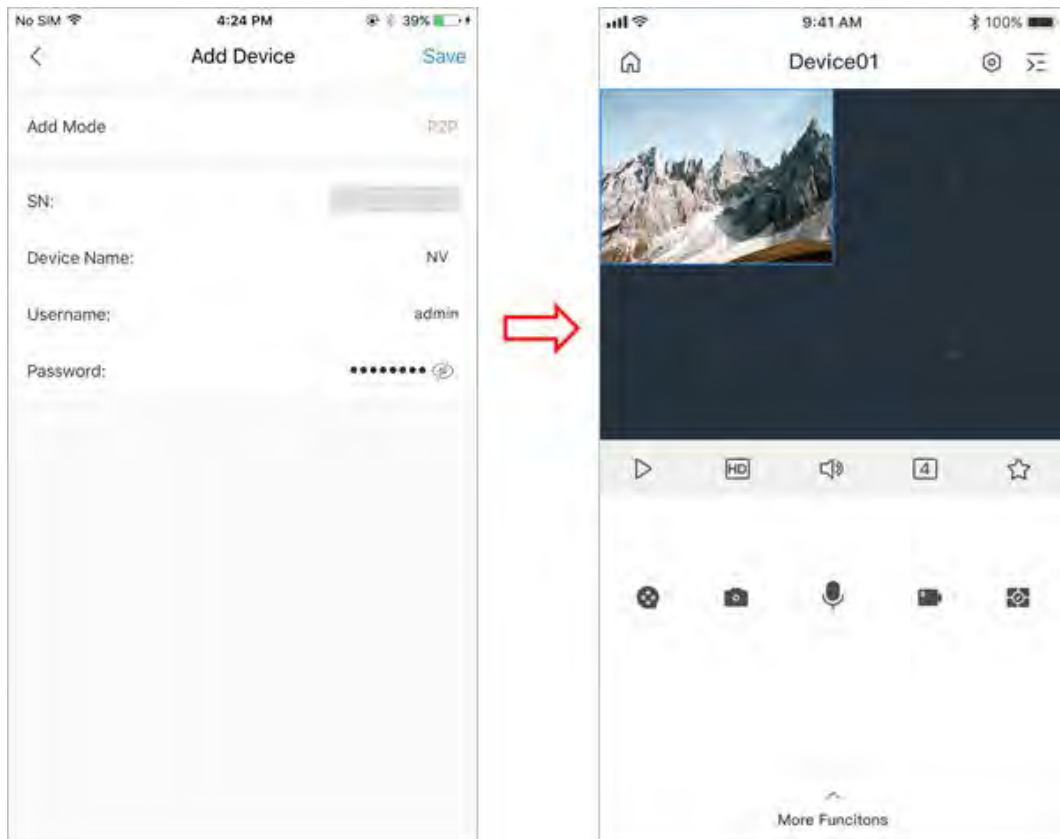 No SIM 4:24 PM 39%
Add Device Save
Add Mode P2P
SN:
Device Name: NV
Username: admin
Password: ••••••••
9:41 AM 100%
Device01
HD 4
More Funcitons